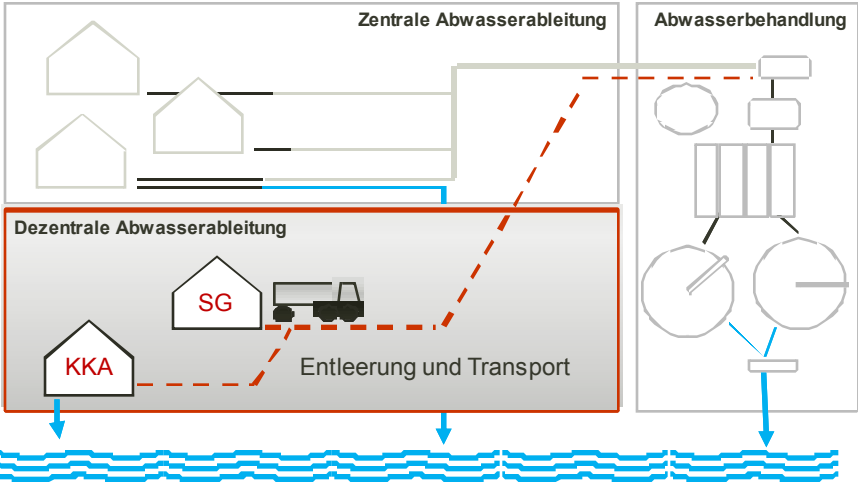 Zentrale Abwasserableitung
Abwasserbehandlung
Dezentrale Abwasserableitung
SG
KKA
Entleerung und Transport